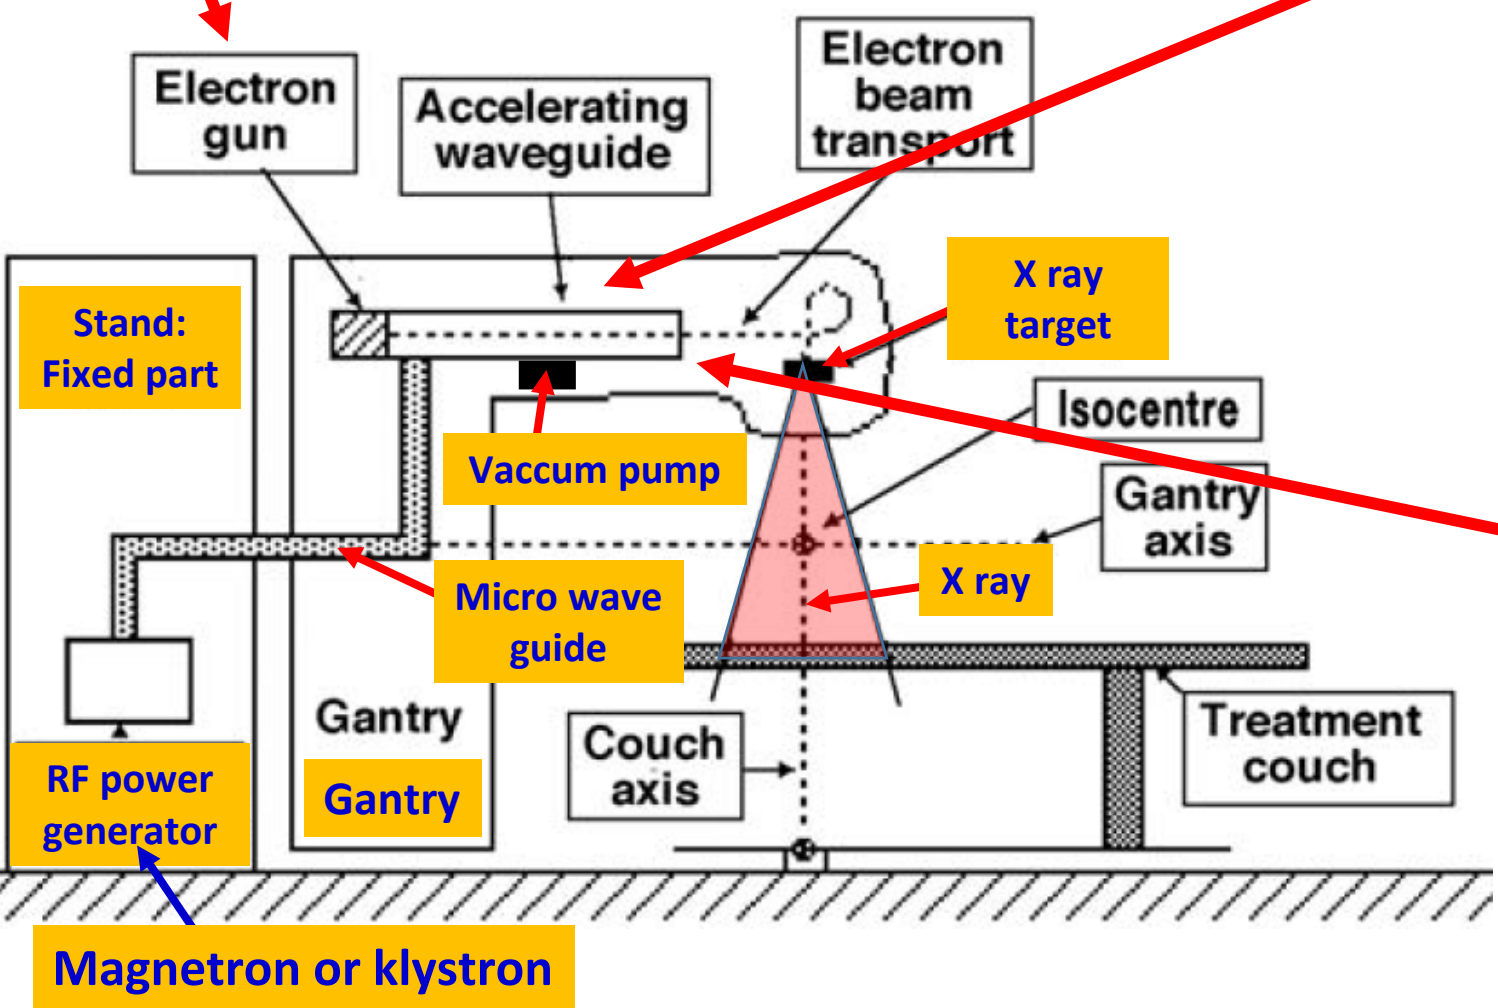 Electron
gun
Accelerating
waveguide
Electron
beam
transport
Stand:
Fixed part
X ray
target
Isocentre
Vaccum pump
Gantry
axis
Micro wave
guide
X ray
Gantry
Gantry
Couch
axis
Treatment
couch
RF power
generator
Magnetron or klystron